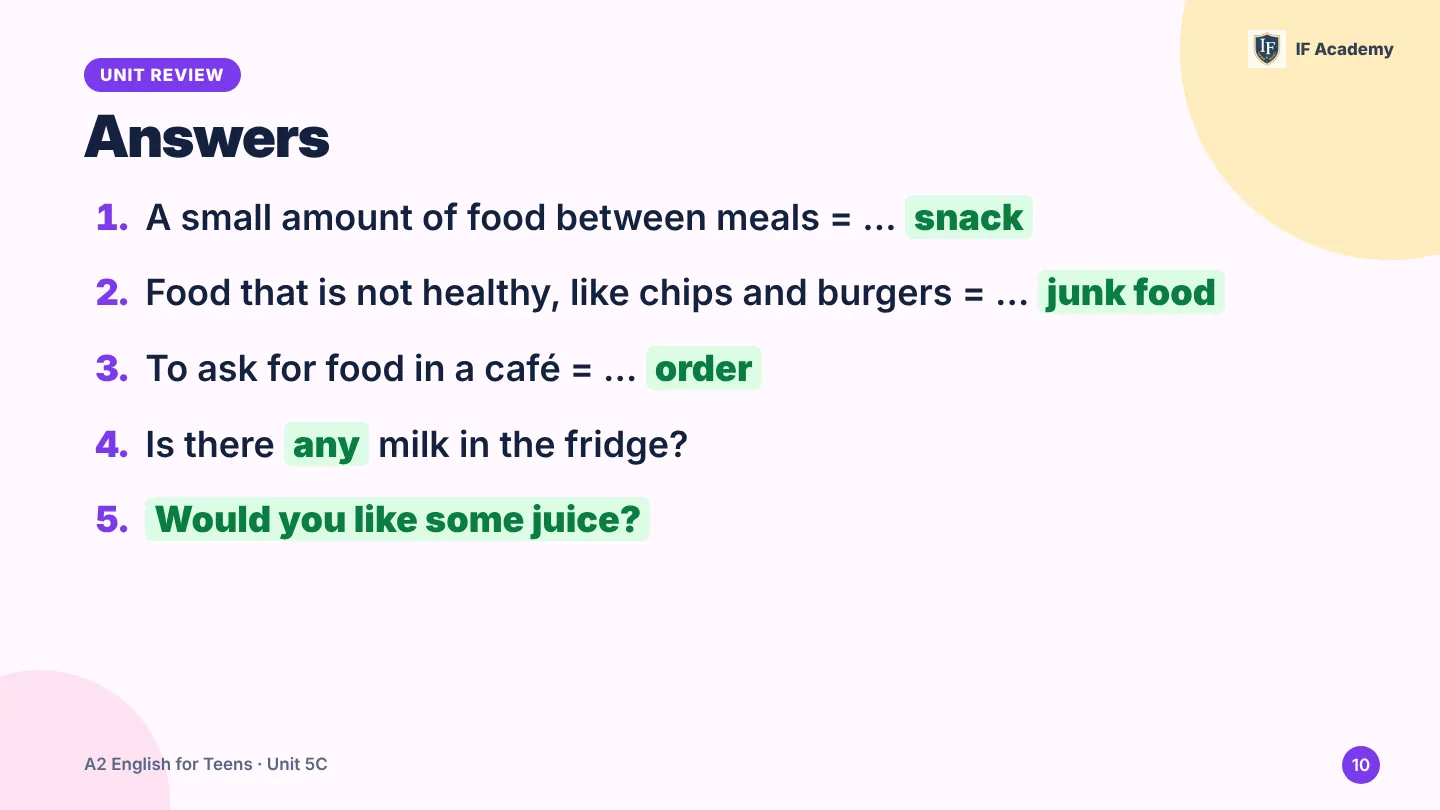 IF
IF Academy
UNIT REVIEW
Answers
1. A small amount of food between meals = ... snack
2. Food that is not healthy, like chips and burgers = ... junk food
3. To ask for food in a café = ... order
4. Is there any milk in the fridge?
5. Would you like some juice?
A2 English for Teens · Unit 5C
10